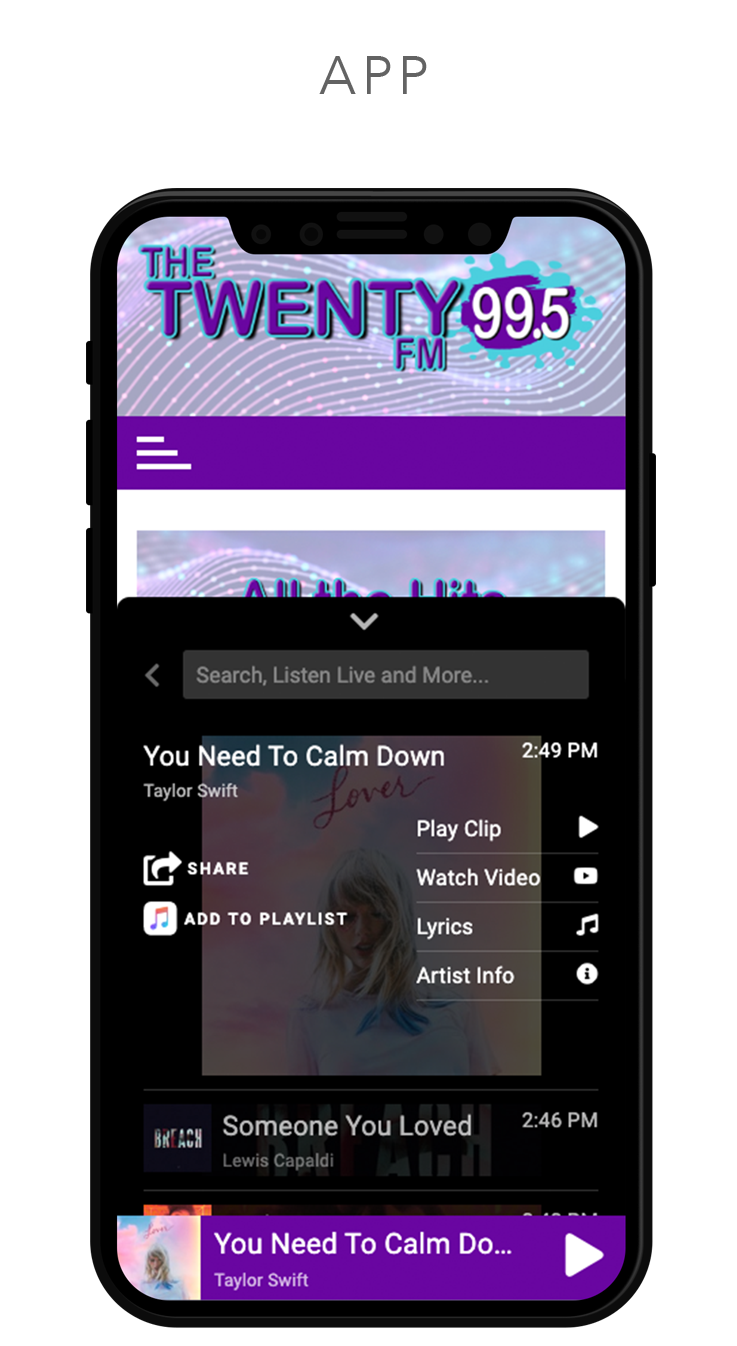 APP
THE
TWENTY 99.5
FM
All the Hits
Search, Listen Live and More...
You Need To Calm Down
2:49 PM
Taylor Swift
Lover
Play Clip
SHARE
Watch Video
ADD TO PLAYLIST
Lyrics
Artist Info
BREACH
Someone You Loved
2:46 PM
Lewis Capaldi
BREACH
Lover
You Need To Calm Do...
Taylor Swift